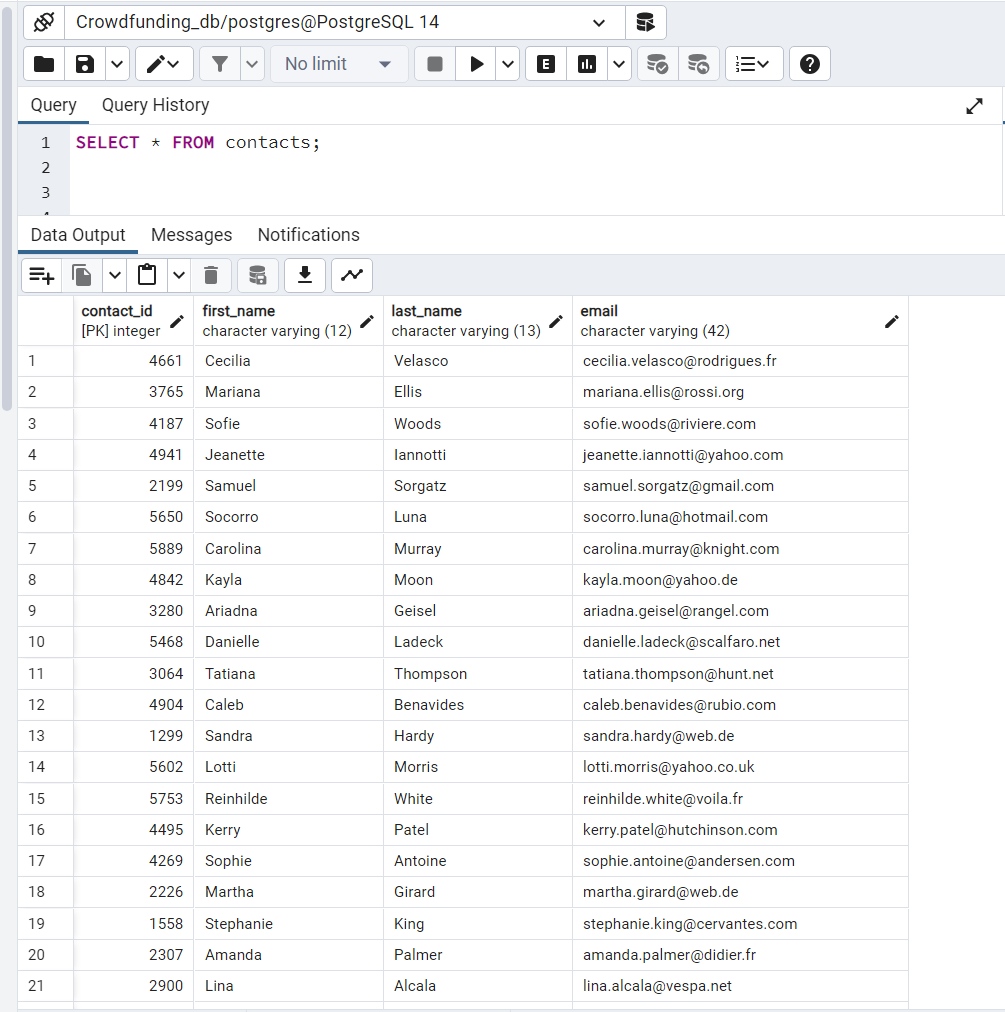 Crowdfunding_db/postgres@PostgreSQL 14
No limit E
Query Query History
1 SELECT * FROM contacts;
2
3
Data Output Messages Notifications
contact_id first_name last_name email
[PK] integer character varying (12) character varying (13) character varying (42)
1 4661 Cecilia Velasco cecilia.velasco@rodrigues.fr
2 3765 Mariana Ellis mariana.ellis@rossi.org
3 4187 Sofie Woods sofie.woods@riviere.com
4 4941 Jeanette Iannotti jeanette.iannotti@yahoo.com
5 2199 Samuel Sorgatz samuel.sorgatz@gmail.com
6 5650 Socorro Luna socorro.luna@hotmail.com
7 5889 Carolina Murray carolina.murray@knight.com
8 4842 Kayla Moon kayla.moon@yahoo.de
9 3280 Ariadna Geisel ariadna.geisel@rangel.com
10 5468 Danielle Ladeck danielle.ladeck@scalfaro.net
11 3064 Tatiana Thompson tatiana.thompson@hunt.net
12 4904 Caleb Benavides caleb.benavides@rubio.com
13 1299 Sandra Hardy sandra.hardy@web.de
14 5602 Lotti Morris lotti.morris@yahoo.co.uk
15 5753 Reinhilde White reinhilde.white@voila.fr
16 4495 Kerry Patel kerry.patel@hutchinson.com
17 4269 Sophie Antoine sophie.antoine@andersen.com
18 2226 Martha Girard martha.girard@web.de
19 1558 Stephanie King stephanie.king@cervantes.com
20 2307 Amanda Palmer amanda.palmer@didier.fr
21 2900 Lina Alcala lina.alcala@vespa.net